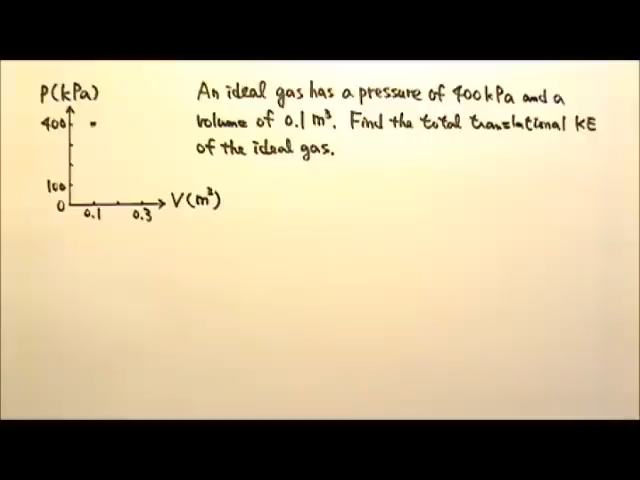 P(kPa)
400
100
0
0.1
0.3
V(m³)
An ideal gas has a pressure of 400kPa and a
volume of 0.1 m³. Find the total translational KE
of the ideal gas.